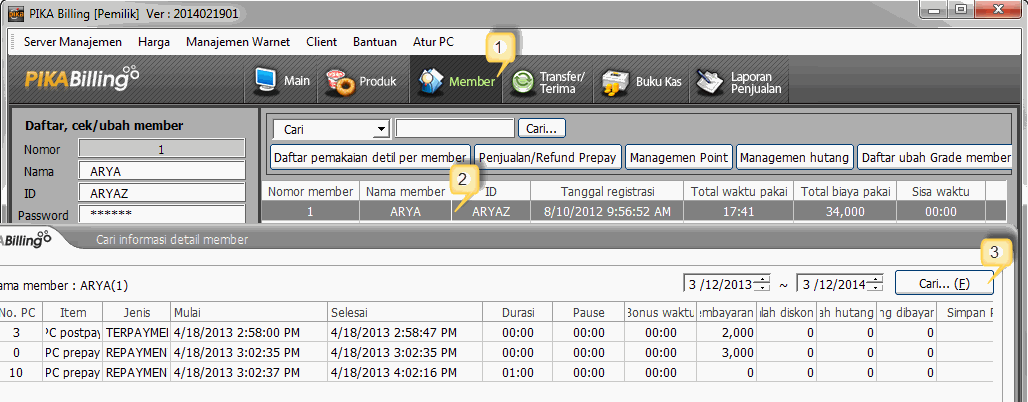 PIKA Billing [Pemilik]  Ver : 2014021901
Server Manajemen  Harga  Manajemen Warnet  Client  Bantuan  Atur PC
1
PIKABilling  Main  Produk  Member  Transfer/ Terima  Buku Kas  Laporan Penjualan
Daftar, cek/ubah member
Nomor  1
Nama  ARYA
ID  ARYAZ
Password  ******
Cari  Cari...
Daftar pemakaian detil per member  Penjualan/Refund Prepay  Managemen Point  Managemen hutang  Daftar ubah Grade member
2
Nomor member  Nama member  ID  Tanggal registrasi  Total waktu pakai  Total biaya pakai  Sisa waktu
1  ARYA  ARYAZ  8/10/2012 9:56:52 AM  17:41  34,000  00:00
Billing  Cari informasi detail member
3
ama member : ARYA(1)  3 /12/2013 ~ 3 /12/2014  Cari... (F)
No. PC  Item  Jenis  Mulai  Selesai  Durasi  Pause  Bonus waktu  embayaran  lah diskon  ah hutang  ng dibayar  Simpan P
3  PC postpay  TERPAYMEI  4/18/2013 2:58:00 PM  4/18/2013 2:58:47 PM  00:00  00:00  00:00  2,000  0  0  0
0  PC prepay  REPAYMEN  4/18/2013 3:02:35 PM  4/18/2013 3:02:35 PM  00:00  00:00  00:00  3,000  0  0  0
10  PC prepay  REPAYMEN  4/18/2013 3:02:37 PM  4/18/2013 4:02:16 PM  01:00  00:00  00:00  0  0  0  0